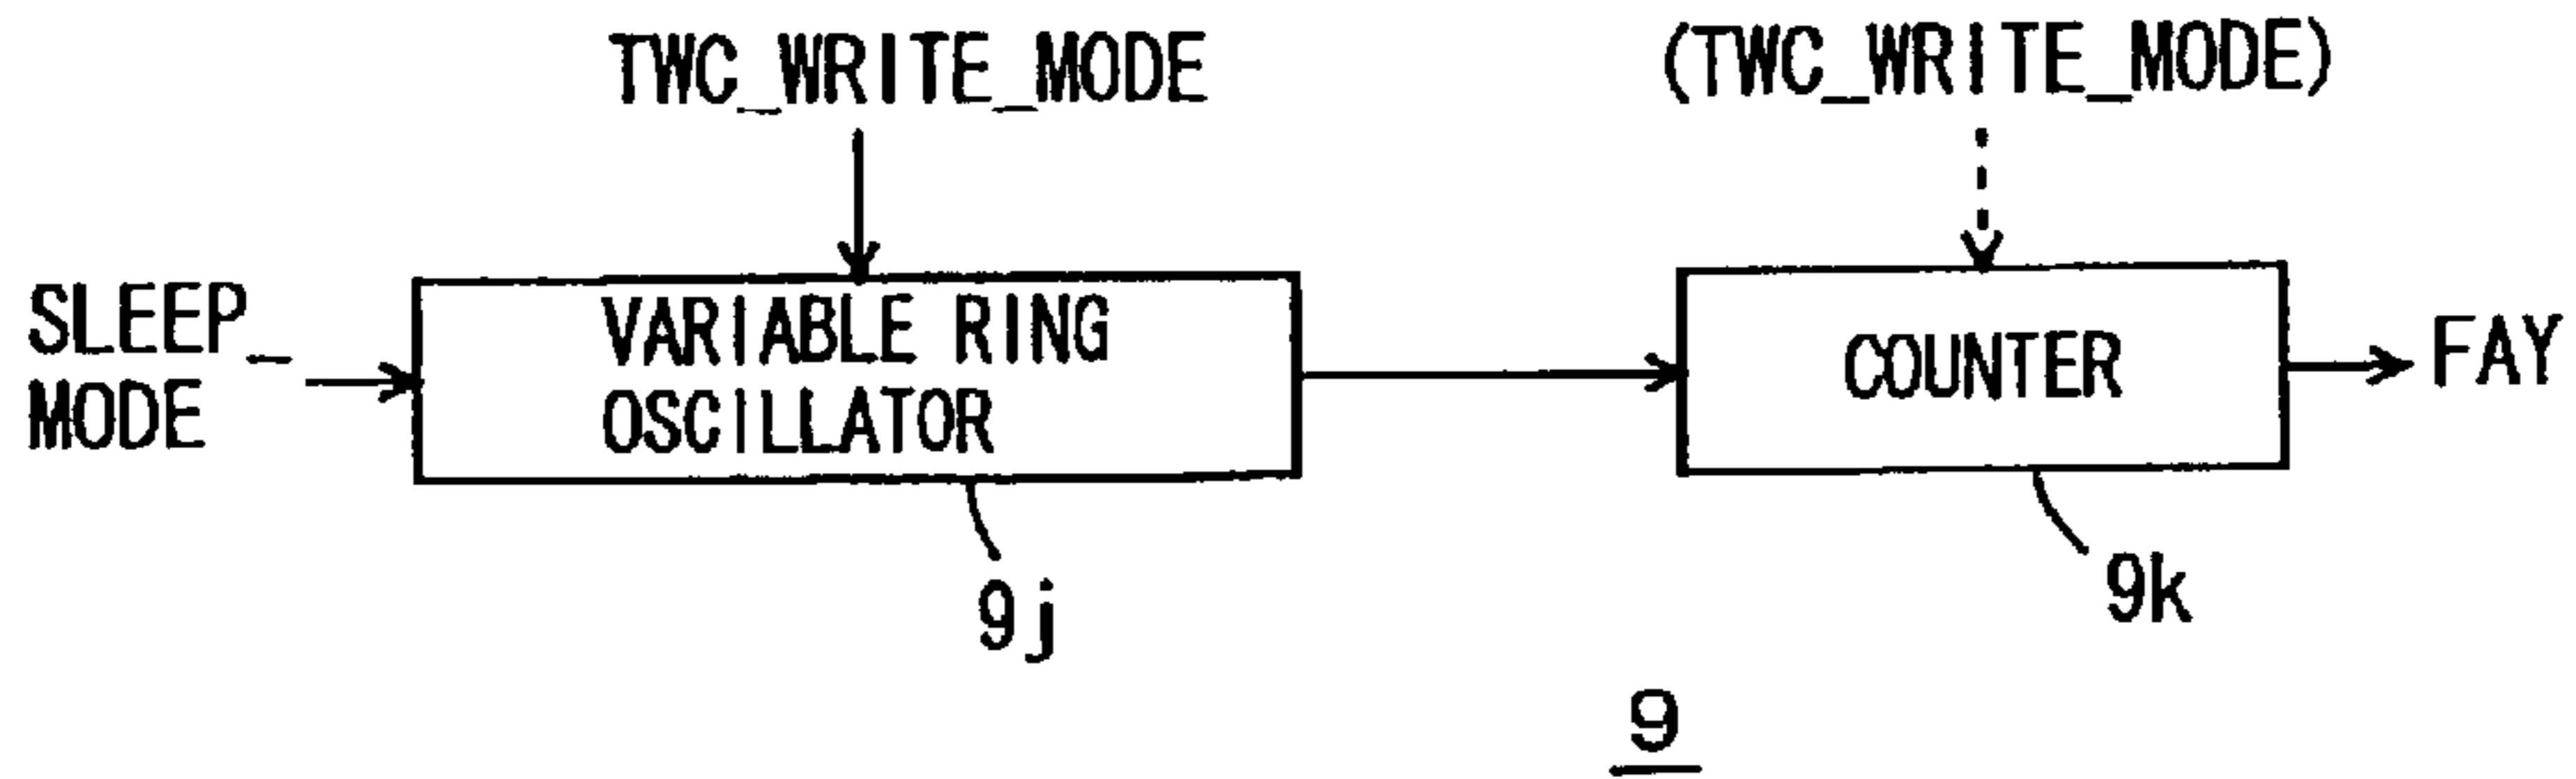 TWC_WRITE_MODE
(TWC_WRITE_MODE)
SLEEP_
MODE
VARIABLE RING
OSCILLATOR
COUNTER
FAY
9j
9k
9